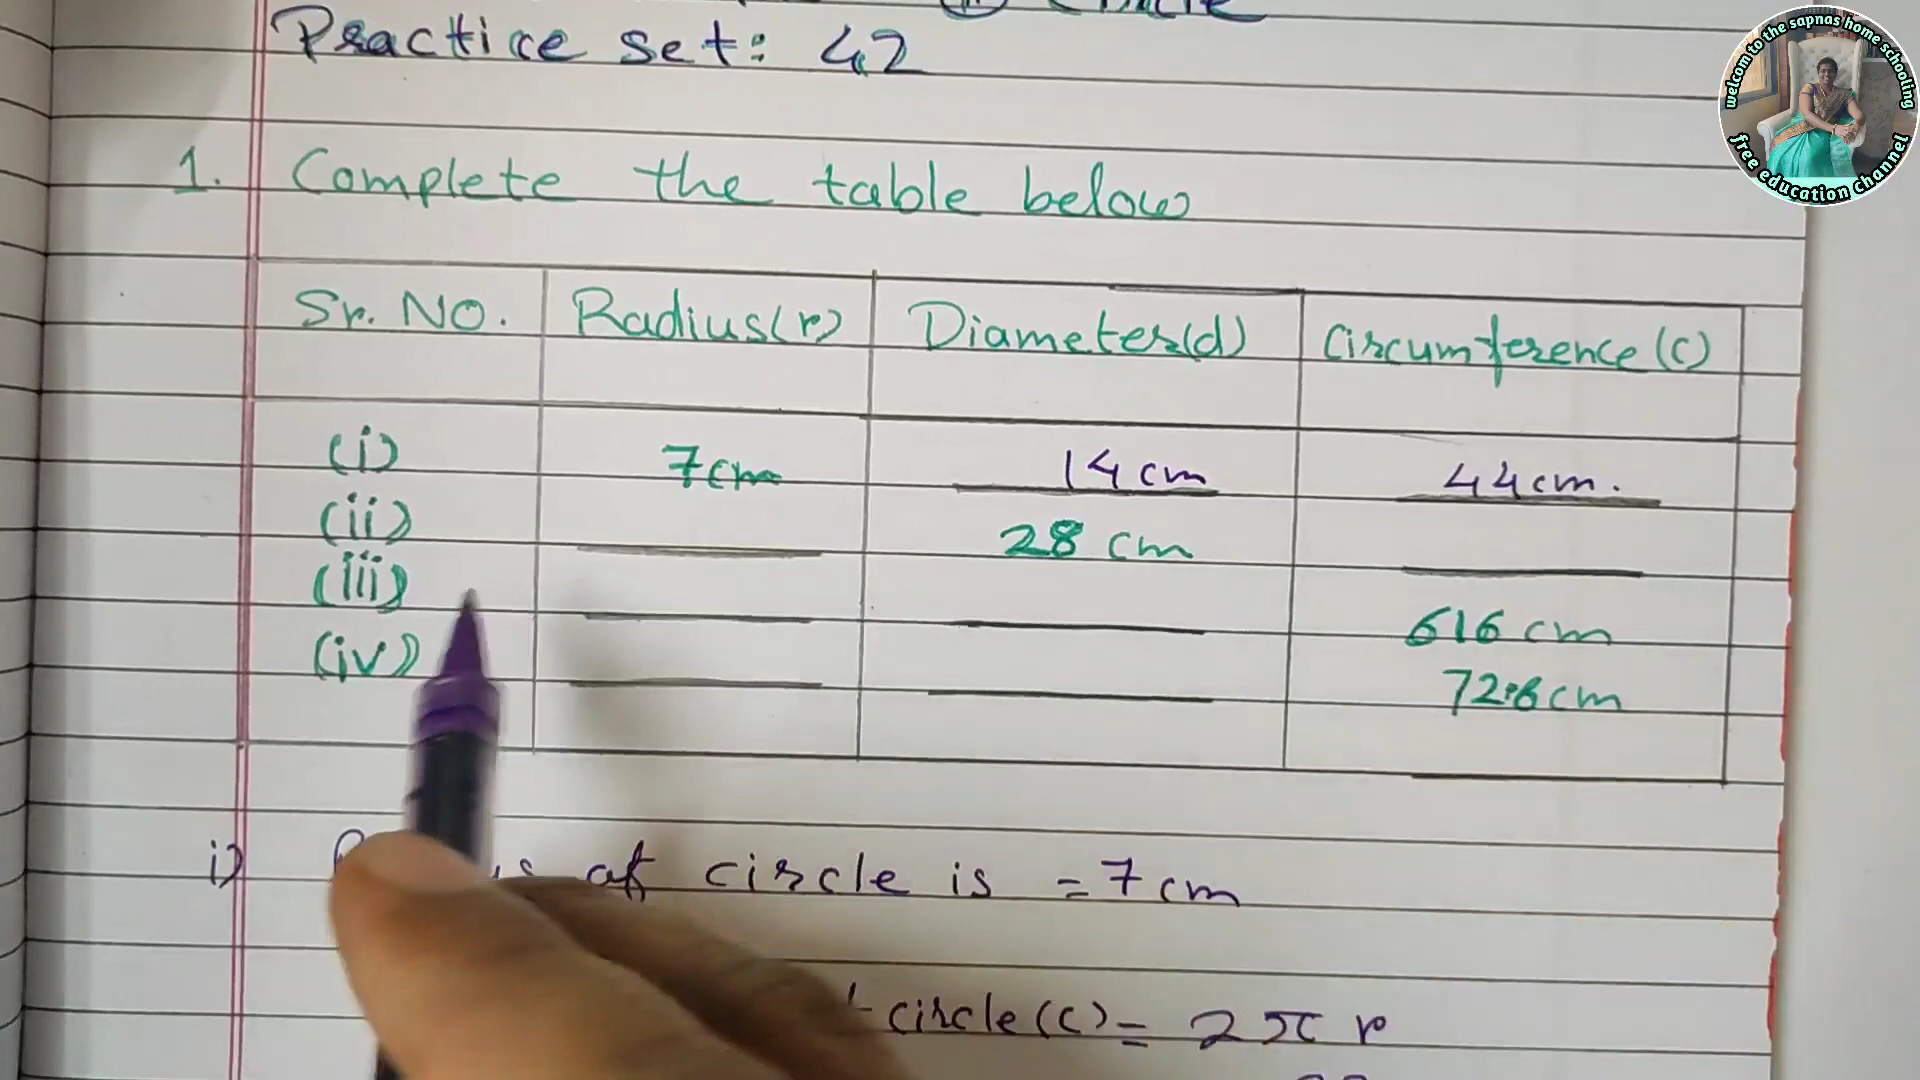 Practice set: 42
1. Complete the table below
Sr. No. Radius(r) Diameter(d) Circumference(c)
(i) 7cm 14cm 44cm.
(ii) 28 cm
(iii) 616 cm
(iv) 72.6cm
i) of circle is = 7cm
circle(c) = 2πr
welcom to the sapnas home schooling
free education channel